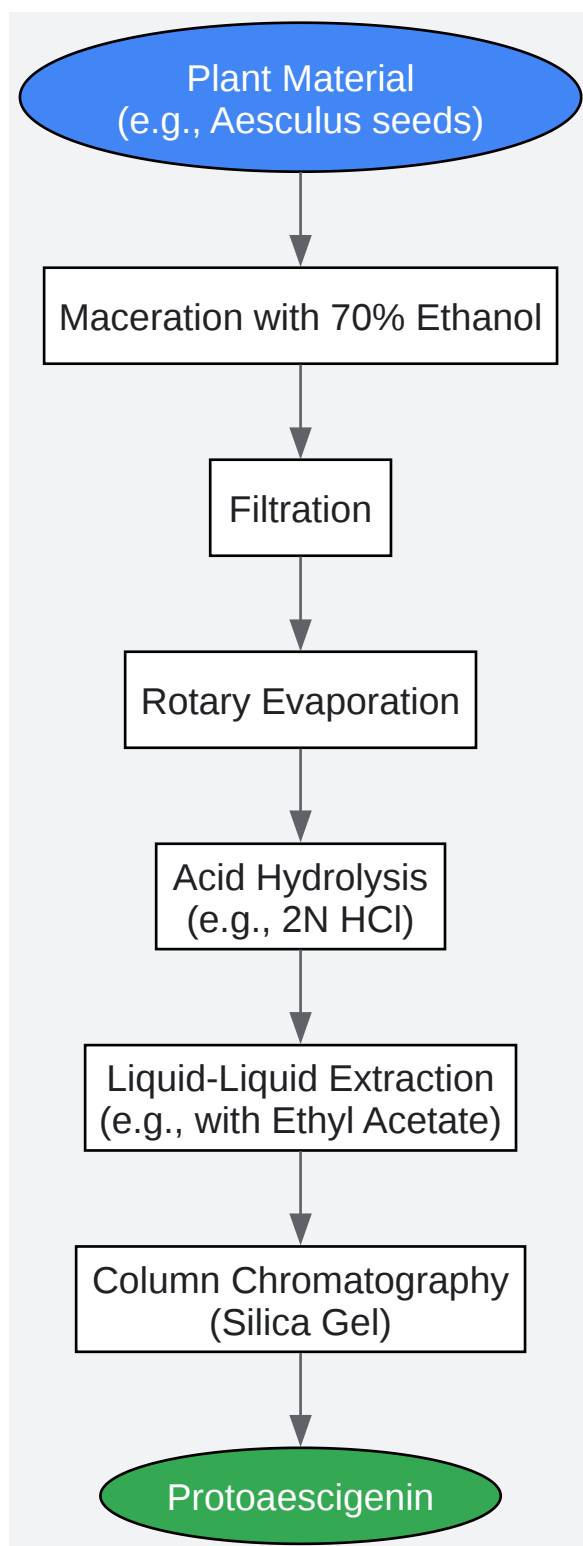 Plant Material
(e.g., Aesculus seeds)
Maceration with 70% Ethanol
Filtration
Rotary Evaporation
Acid Hydrolysis
(e.g., 2N HCl)
Liquid-Liquid Extraction
(e.g., with Ethyl Acetate)
Column Chromatography
(Silica Gel)
Protoaescigenin